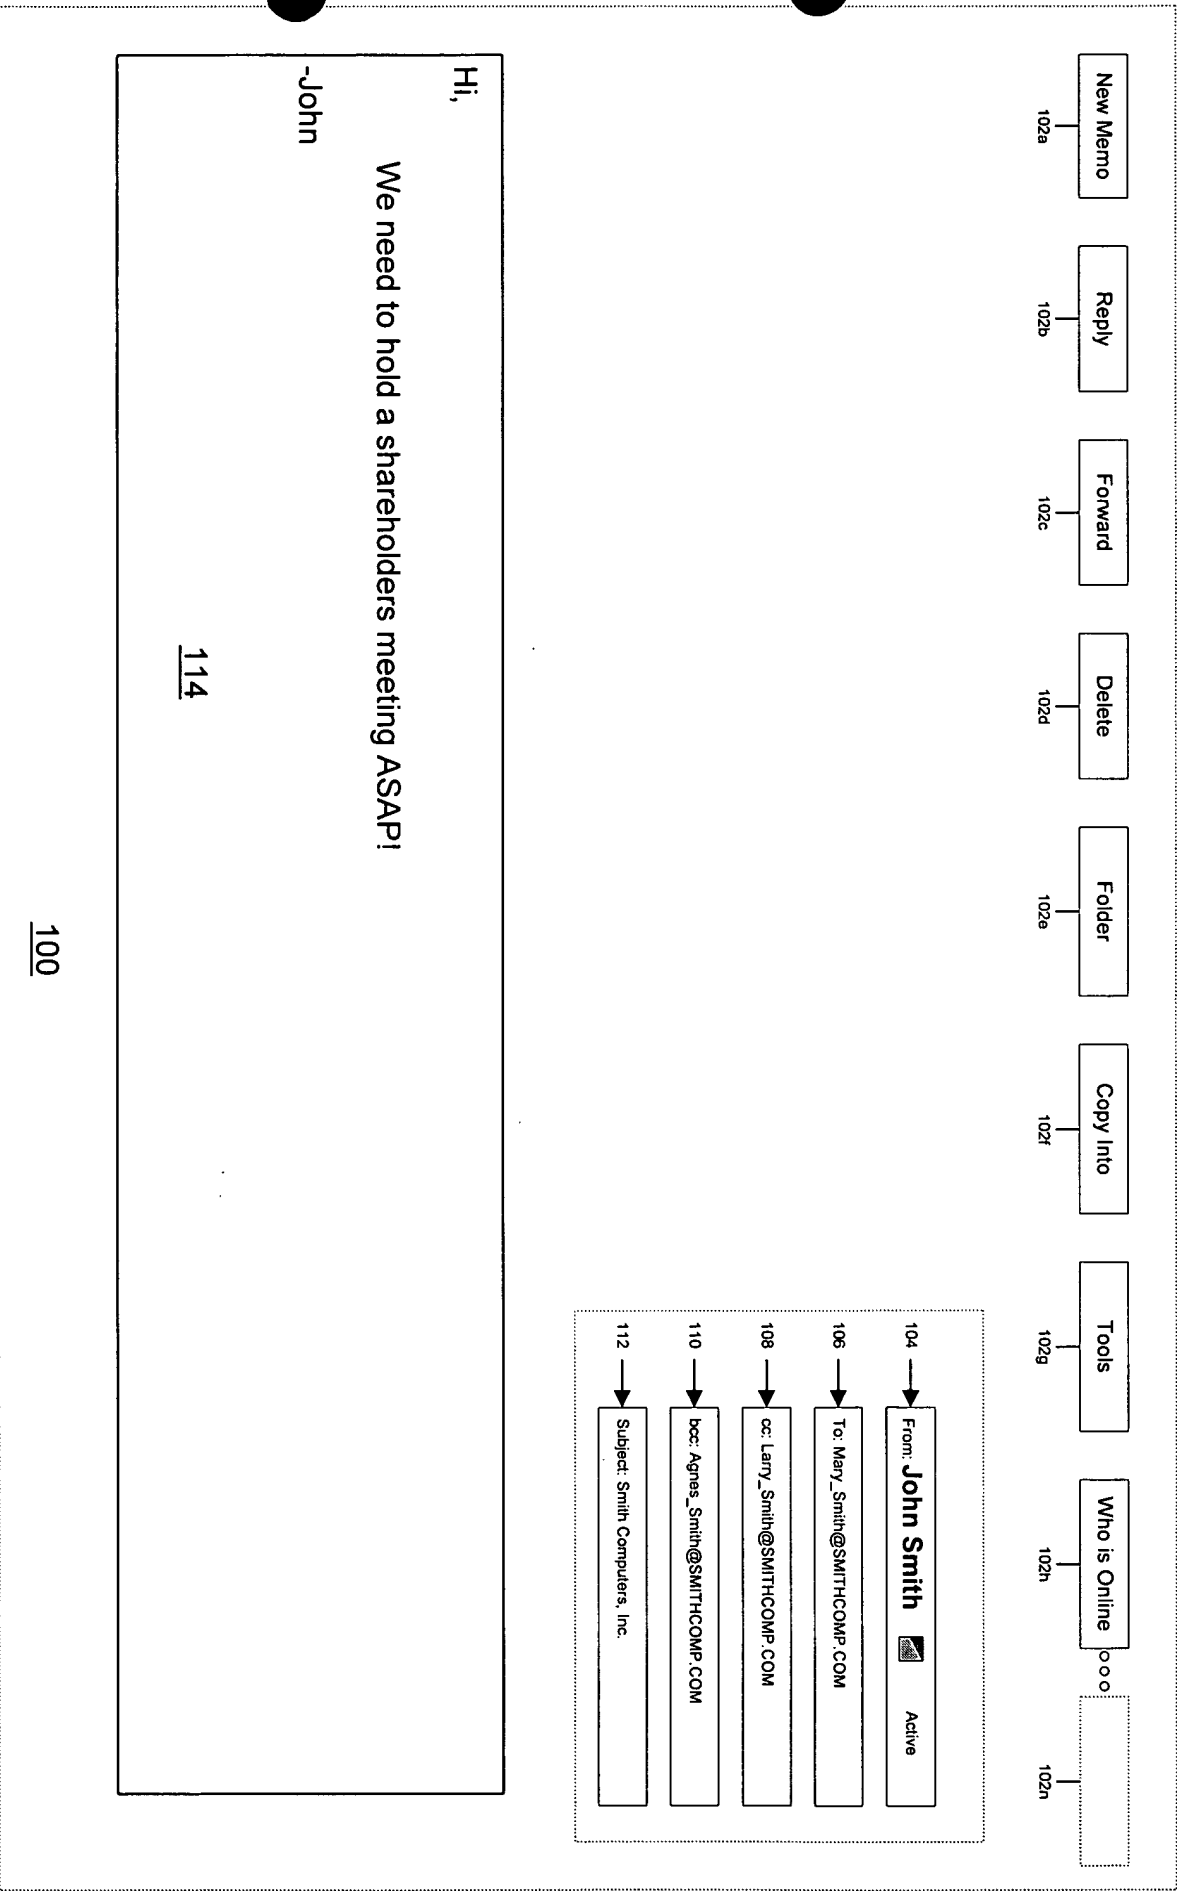 New Memo
Reply
Forward
Delete
Folder
Copy Into
Tools
Who is Online
ooo
102a
102b
102c
102d
102e
102f
102g
102h
102n
104
From: John Smith Active
106
To: Mary_Smith@SMITHCOMP.COM
108
cc: Larry_Smith@SMITHCOMP.COM
110
bcc: Agnes_Smith@SMITHCOMP.COM
112
Subject: Smith Computers, Inc.
Hi,
We need to hold a shareholders meeting ASAP!
-John
114
100